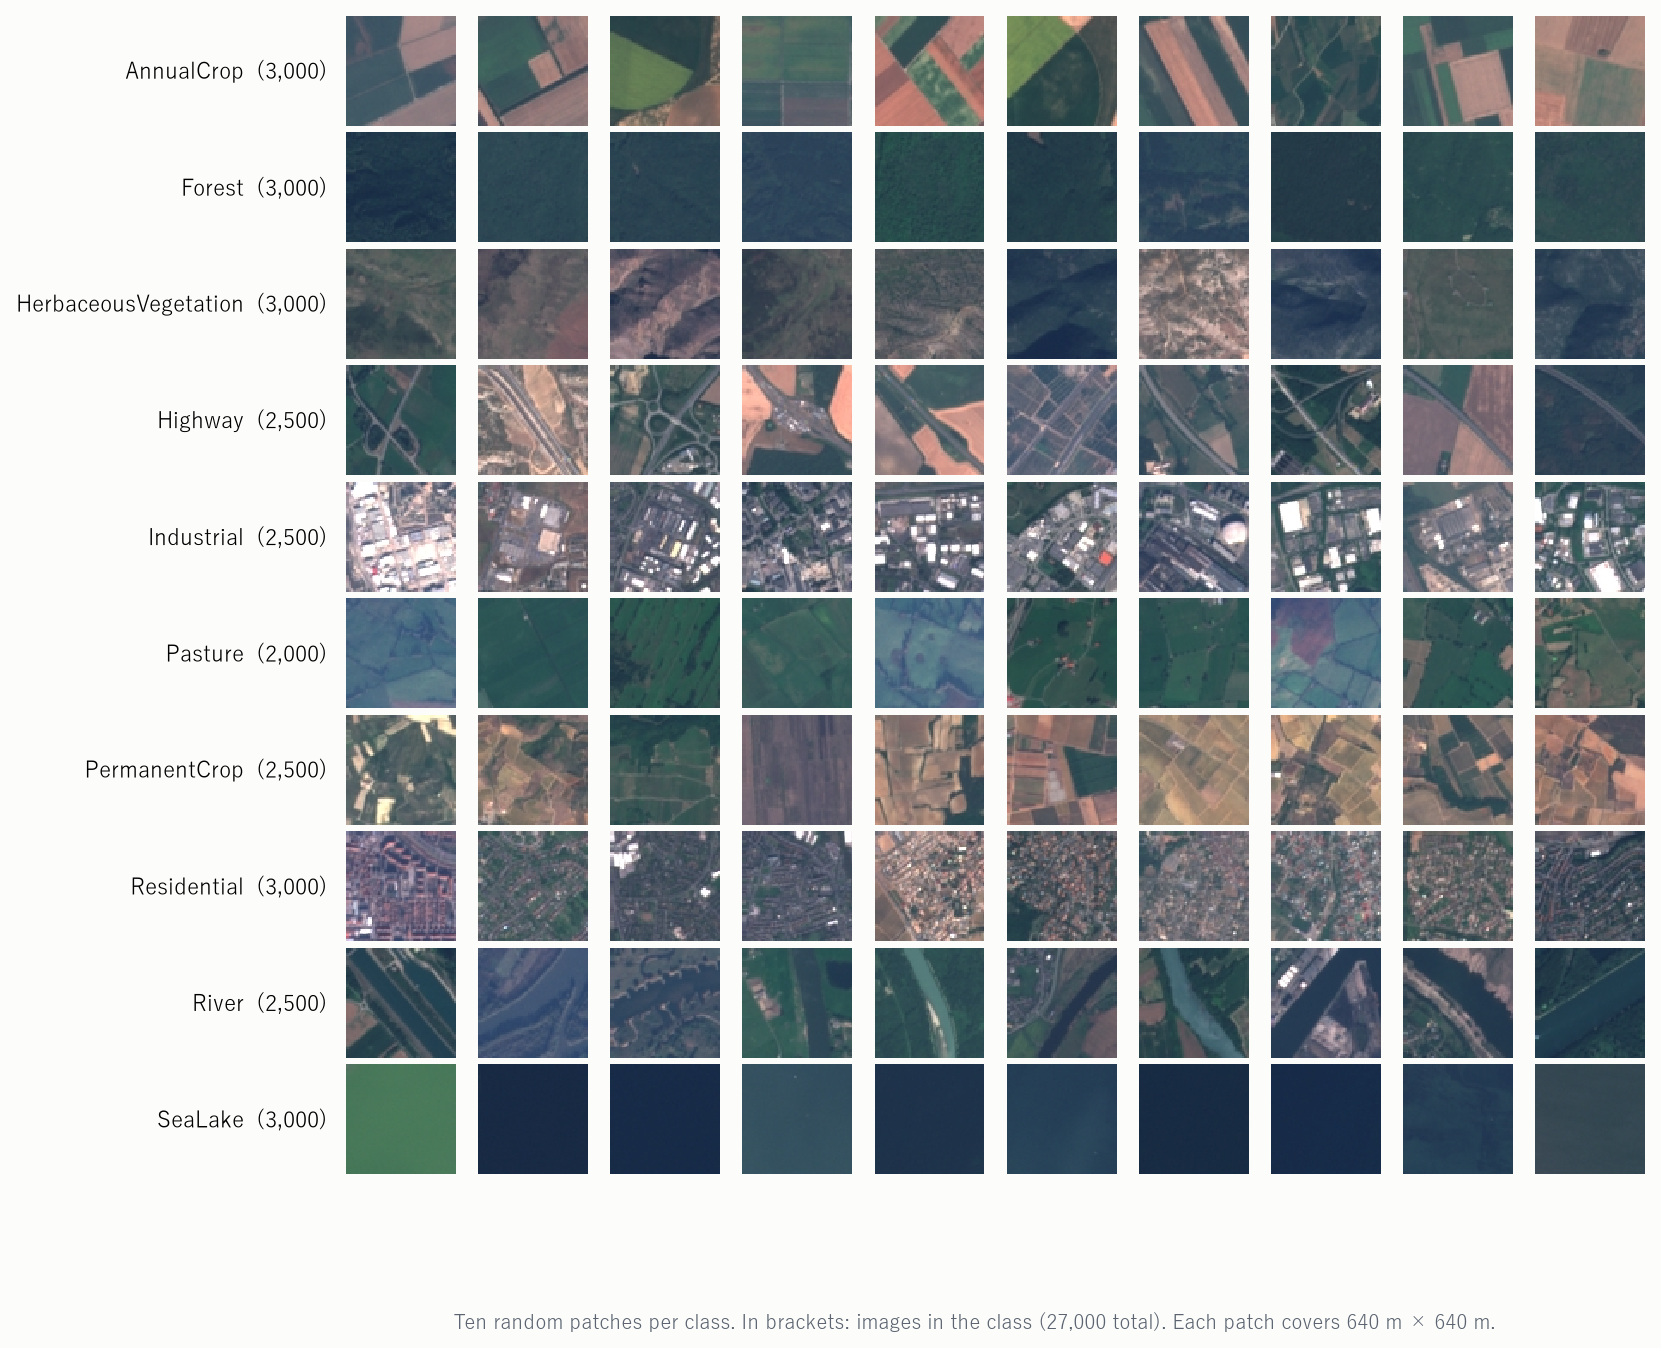 AnnualCrop (3,000)
Forest (3,000)
HerbaceousVegetation (3,000)
Highway (2,500)
Industrial (2,500)
Pasture (2,000)
PermanentCrop (2,500)
Residential (3,000)
River (2,500)
SeaLake (3,000)
Ten random patches per class. In brackets: images in the class (27,000 total). Each patch covers 640 m × 640 m.